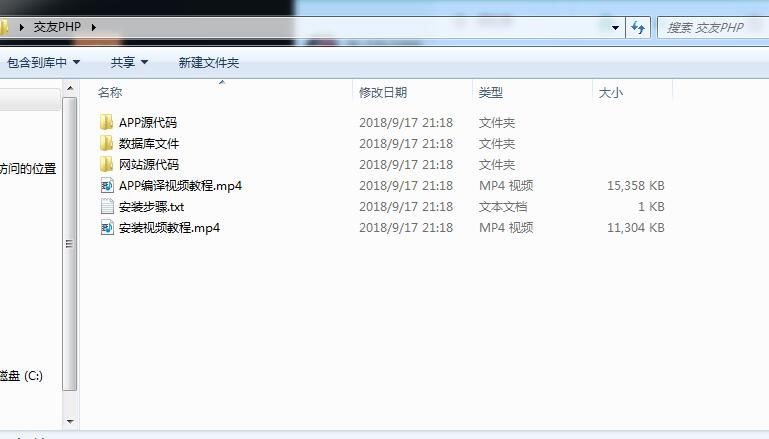 交友PHP
搜索 交友PHP
包含到库中 共享 新建文件夹
名称 修改日期 类型 大小
APP源代码 2018/9/17 21:18 文件夹
数据库文件 2018/9/17 21:18 文件夹
访问的位置
网站源代码 2018/9/17 21:18 文件夹
APP编译视频教程.mp4 2018/9/17 21:18 MP4 视频 15,358 KB
安装步骤.txt 2018/9/17 21:18 文本文档 1 KB
安装视频教程.mp4 2018/9/17 21:18 MP4 视频 11,304 KB
磁盘 (C:)